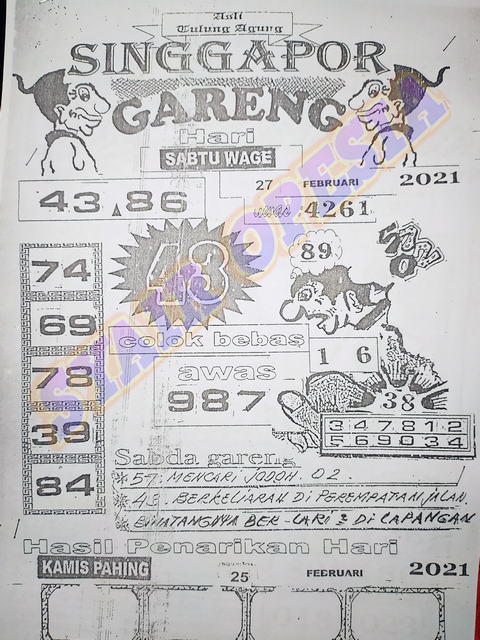 Asli
Tulung Agung
SINGGAPOR
GARENG
Hari
SABTU WAGE
27 FEBRUARI 2021
43 86
4261
74
69
78
39
84
43
89
colok bebas
1 6
awas
987
38
347812
569034
Sabda gareng
57. MENCARI JODOH 02.
43. BERKELIARAN DI PEREMPATAN JALAN
BINATANGNYA BER-LARI2 DI LAPANGAN
Hasil Penarikan Hari
KAMIS PAHING
25 FEBRUARI 2021